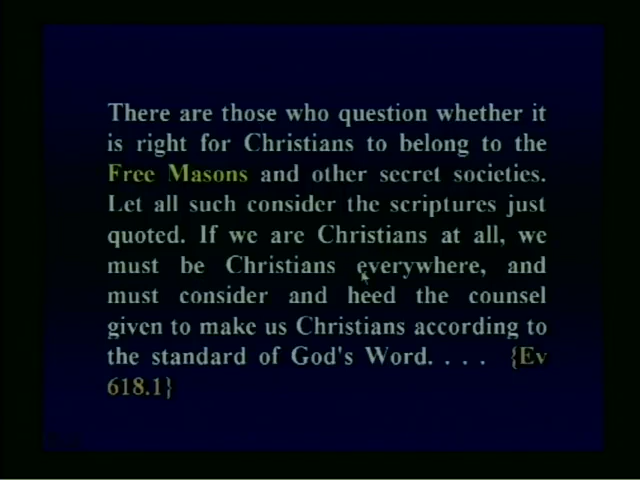 There are those who question whether it
is right for Christians to belong to the
Free Masons and other secret societies.
Let all such consider the scriptures just
quoted. If we are Christians at all, we
must be Christians everywhere, and
must consider and heed the counsel
given to make us Christians according to
the standard of God's Word. . . . {Ev
618.1}